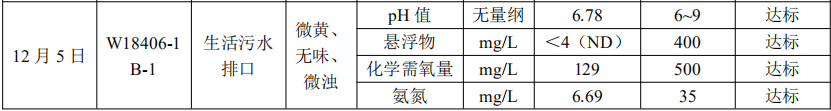 12 月 5 日 W18406-1B-1 生活污水排口 微黄、无味、微浊 pH 值 无量纲 6.78 6~9 达标
悬浮物 mg/L ＜4（ND） 400 达标
化学需氧量 mg/L 129 500 达标
氨氮 mg/L 6.69 35 达标